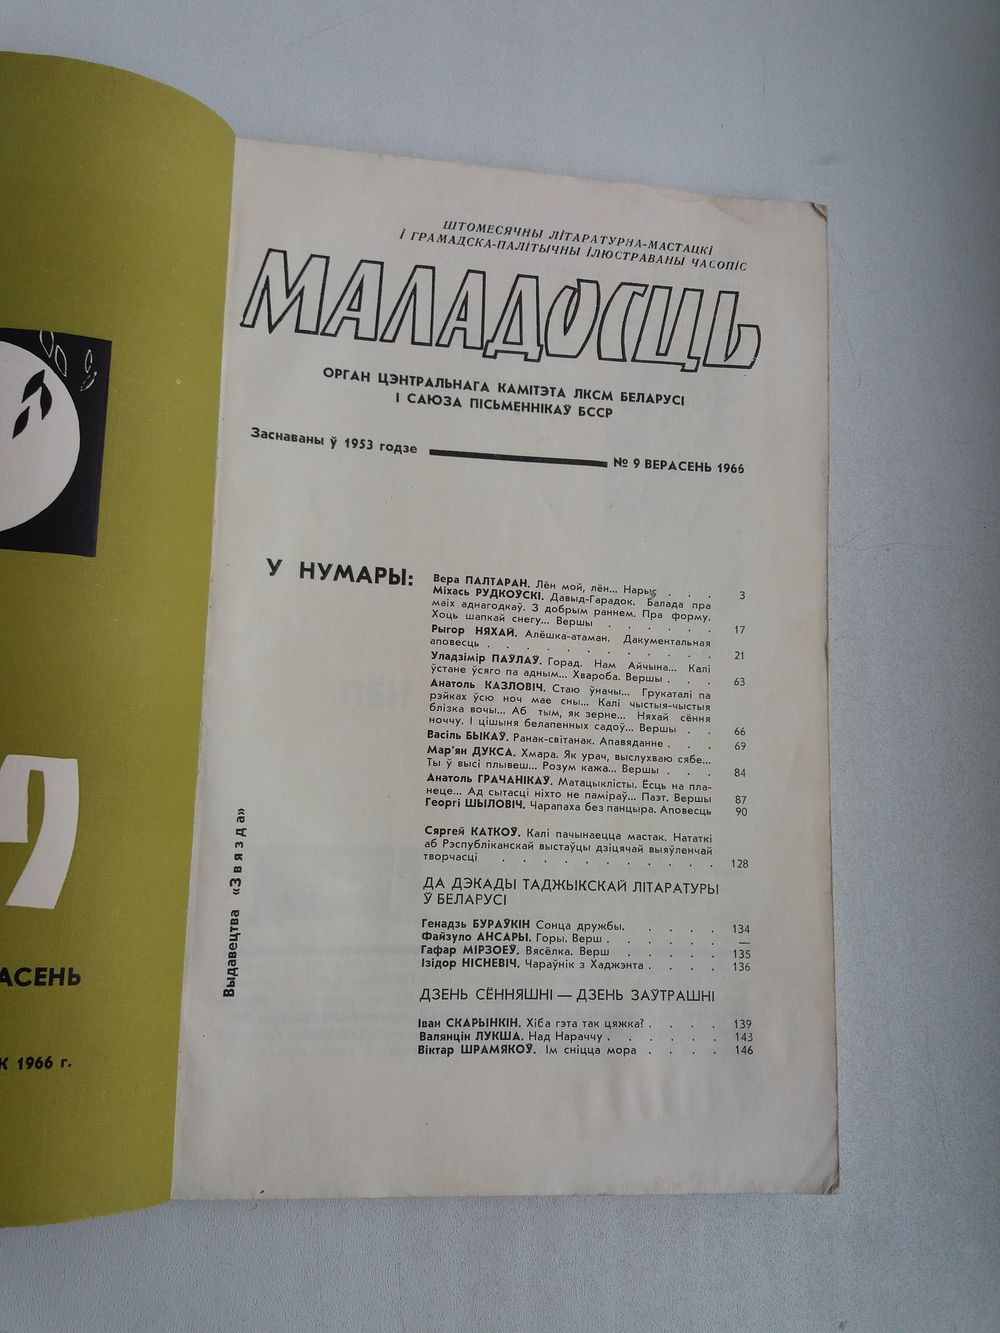 ШТОМЕСЯЧНЫ ЛІТАРАТУРНА-МАСТАЦКІ
І ГРАМАДСКА-ПАЛІТЫЧНЫ ІЛЮСТРАВАНЫ ЧАСОПІС
МАЛАДОСЦЬ
ОРГАН ЦЭНТРАЛЬНАГА КАМІТЭТА ЛКСМ БЕЛАРУСІ
І САЮЗА ПІСЬМЕННІКАЎ БССР
Заснаваны ў 1953 годзе № 9 ВЕРАСЕНЬ 1966
У НУМАРЫ:
Вера ПАЛТАРАН. Лён мой, лён... Нарыс . . . 3
Міхась РУДКОЎСКІ. Давыд-Гарадок. Балада пра
маіх аднагодкаў. З добрым раннем. Пра форму.
Хоць шапкай снегу... Вершы . . . . . . 17
Рыгор НЯХАЙ. Алёшка-атаман. Дакументальная
аповесць . . . . . . . . . . . . 21
Уладзімір ПАЎЛАЎ. Горад. Нам Айчына... Калі
ўстане ўсяго па адным... Хвароба. Вершы . . . 63
Анатоль КАЗЛОВІЧ. Стаю ўначы... Грукаталі па
рэйках ўсю ноч мае сны... Калі чыстыя-чыстыя
блізка вочы... Аб тым, як зерне... Няхай сёння
ноччу. І цішыня белапенных садоў... Вершы . . 66
Васіль БЫКАЎ. Ранак-світанак. Апавяданне . . . 69
Мар'ян ДУКСА. Хмара. Як урач, выслухваю сябе...
Ты ў высі плывеш... Розум кажа... Вершы . . . 84
Анатоль ГРАЧАНІКАЎ. Матацыклісты. Ёсць на пла-
неце... Ад сытасці ніхто не паміраў... Паэт. Вершы 87
Георгі ШЫЛОВІЧ. Чарапаха без панцыра. Аповесць 90
Сяргей КАТКОЎ. Калі пачынаецца мастак. Нататкі
аб Рэспубліканскай выстаўцы дзіцячай выяўленчай
творчасці . . . . . . . . . . . 128
ДА ДЭКАДЫ ТАДЖЫКСКАЙ ЛІТАРАТУРЫ
Ў БЕЛАРУСІ
Генадзь БУРАЎКІН Сонца дружбы. . . . . 134
Файзуло АНСАРЫ. Горы. Верш . . . . . —
Гафар МІРЗОЕЎ. Вясёлка. Верш . . . . . 135
Ізідор НІСНЕВІЧ. Чараўнік з Хаджэнта . . . . 136
ДЗЕНЬ СЁННЯШНІ — ДЗЕНЬ ЗАЎТРАШНІ
Іван СКАРЫНКІН. Хіба гэта так цяжка? . . . . 139
Валянцін ЛУКША. Над Нараччу . . . . . . 143
Віктар ШРАМЯКОЎ. Ім сніцца мора . . . . 146
Выдавецтва «Звязда»
9
АСЕНЬ
К 1966 г.